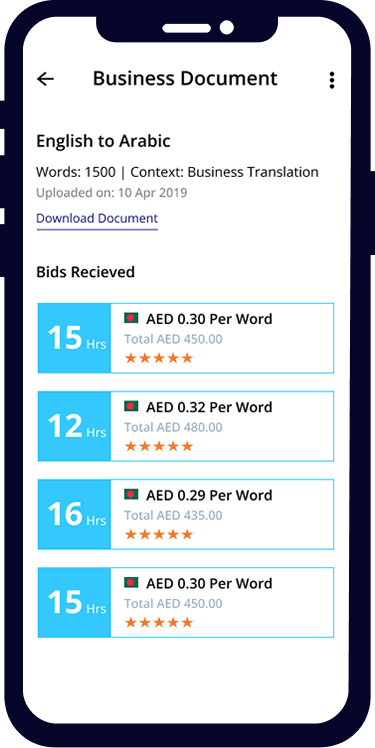 Business Document
English to Arabic
Words: 1500 | Context: Business Translation
Uploaded on: 10 Apr 2019
Download Document
Bids Recieved
15 Hrs
AED 0.30 Per Word
Total AED 450.00
12 Hrs
AED 0.32 Per Word
Total AED 480.00
16 Hrs
AED 0.29 Per Word
Total AED 435.00
15 Hrs
AED 0.30 Per Word
Total AED 450.00